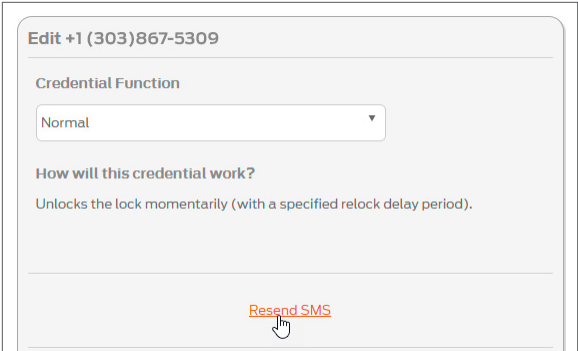 Edit +1 (303)867-5309
Credential Function
Normal
How will this credential work?
Unlocks the lock momentarily (with a specified relock delay period).
Resend SMS